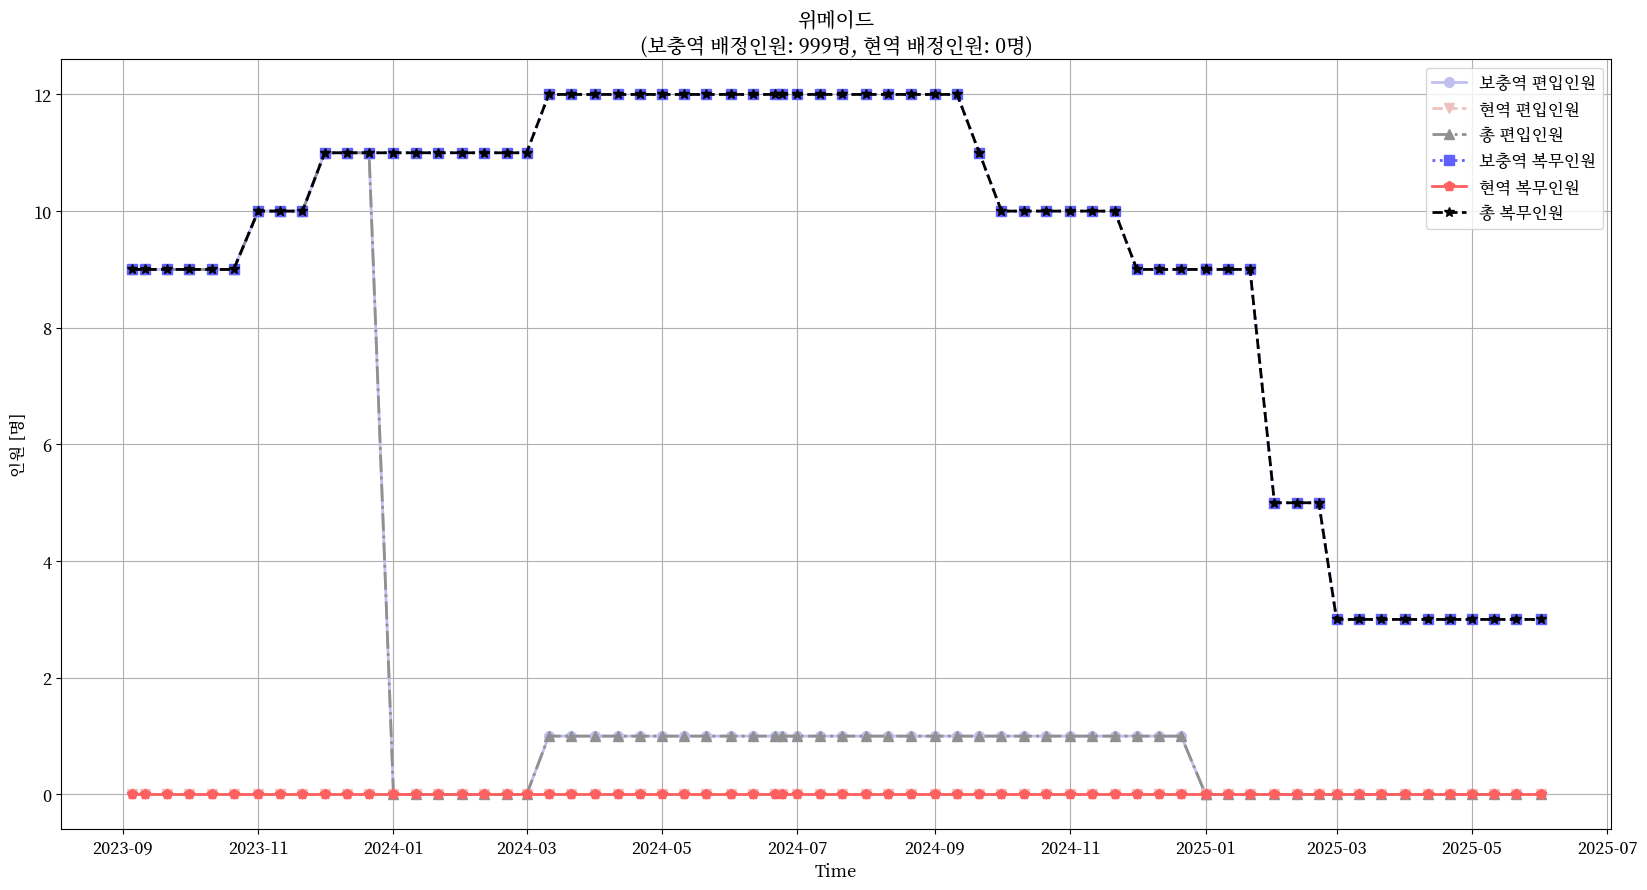 위메이드
(보충역 배정인원: 999명, 현역 배정인원: 0명)
보충역 편입인원
현역 편입인원
총 편입인원
보충역 복무인원
현역 복무인원
총 복무인원
인원 [명]
12
10
8
6
4
2
0
2023-09 2023-11 2024-01 2024-03 2024-05 2024-07 2024-09 2024-11 2025-01 2025-03 2025-05 2025-07
Time